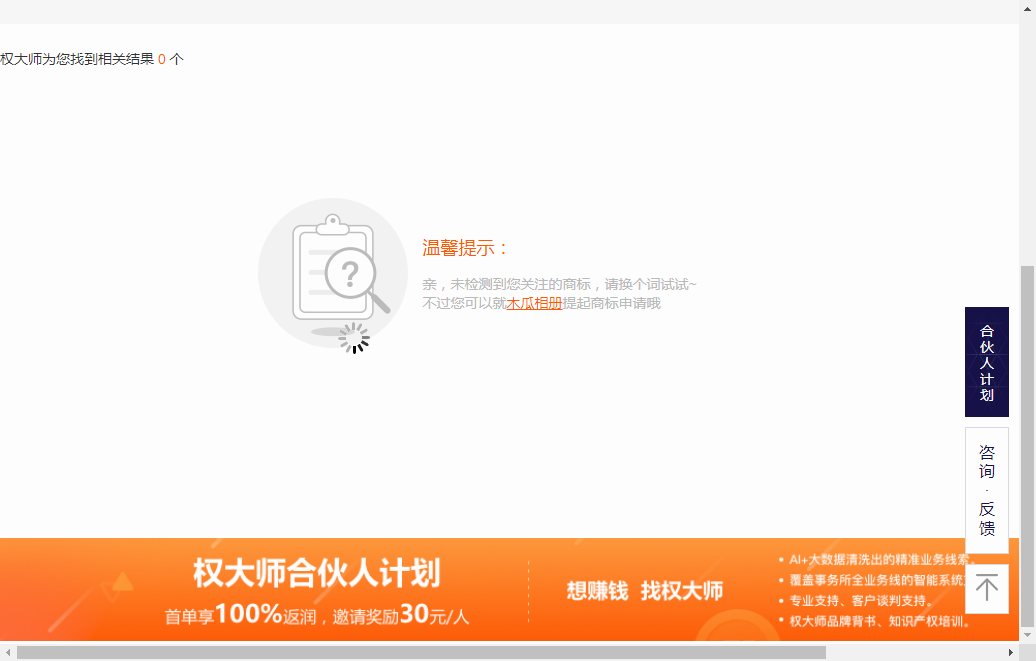 权大师为您找到相关结果 0 个
温馨提示：
亲，未检测到您关注的商标，请换个词试试~
不过您可以就木瓜相册提起商标申请哦
合伙人计划
咨询·反馈
权大师合伙人计划
首单享100%返润，邀请奖励30元/人
想赚钱 找权大师
• AI+大数据清洗出的精准业务线索。
• 覆盖事务所全业务线的智能系统
• 专业支持、客户谈判支持。
• 权大师品牌背书、知识产权培训。